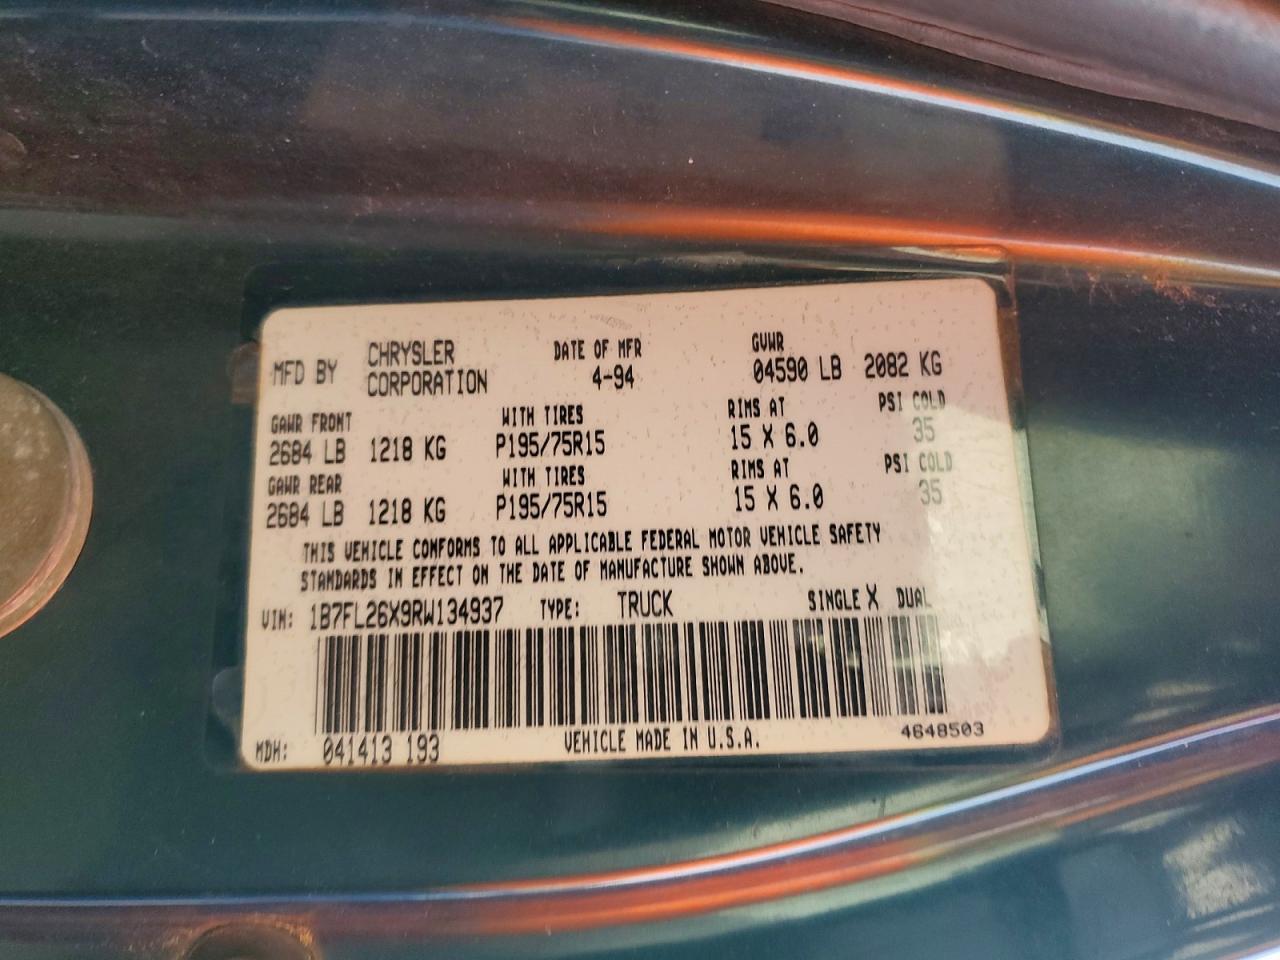 MFD BY CHRYSLER CORPORATION DATE OF MFR 4-94 GVWR 04590 LB 2082 KG
GAWR FRONT WITH TIRES RIMS AT PSI COLD
2684 LB 1218 KG P195/75R15 15 X 6.0 35
GAWR REAR WITH TIRES RIMS AT PSI COLD
2684 LB 1218 KG P195/75R15 15 X 6.0 35
THIS VEHICLE CONFORMS TO ALL APPLICABLE FEDERAL MOTOR VEHICLE SAFETY
STANDARDS IN EFFECT ON THE DATE OF MANUFACTURE SHOWN ABOVE.
VIN: 1B7FL26X9RW134937 TYPE: TRUCK SINGLE X DUAL
MDH: 041413 193 VEHICLE MADE IN U.S.A. 4648503